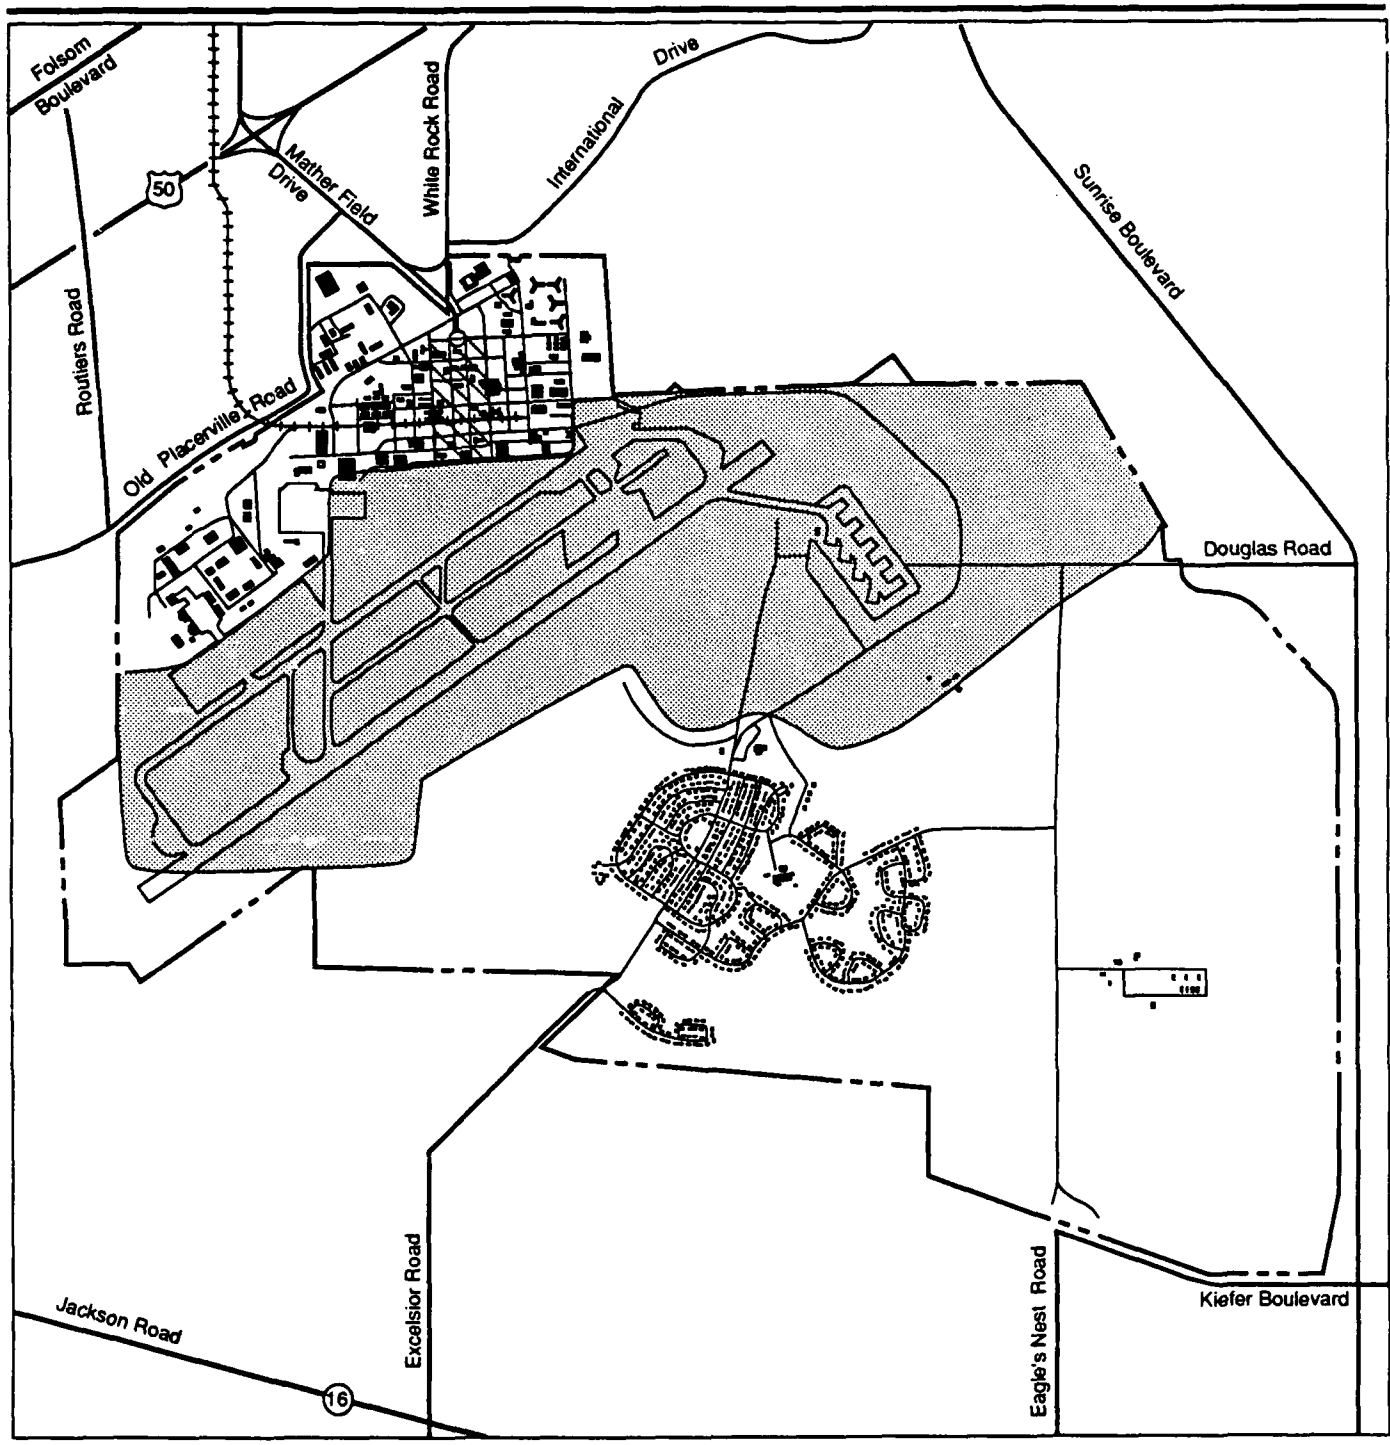 Folsom
Boulevard
Drive
White Rock Road
International
Mather Field
Drive
50
Sunrise Boulevard
Routiers Road
Old Placerville Road
Douglas Road
Excelsior Road
Eagle's Nest Road
Kiefer Boulevard
Jackson Road
16